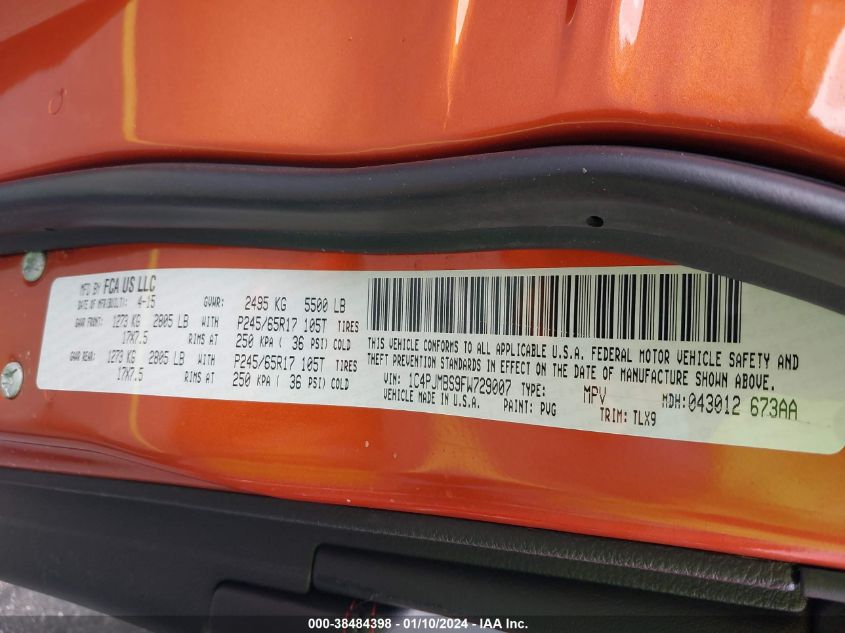 MFD BY FCA US LLC
DATE OF MFR(BUILT): 4-15 GVWR: 2495 KG 5500 LB
GAWR FRONT: 1273 KG 2805 LB WITH P245/65R17 105T TIRES
17X7.5 RIMS AT 250 KPA ( 36 PSI) COLD
GAWR REAR: 1273 KG 2805 LB WITH P245/65R17 105T TIRES
17X7.5 RIMS AT 250 KPA ( 36 PSI) COLD
THIS VEHICLE CONFORMS TO ALL APPLICABLE U.S.A. FEDERAL MOTOR VEHICLE SAFETY AND
THEFT PREVENTION STANDARDS IN EFFECT ON THE DATE OF MANUFACTURE SHOWN ABOVE.
VIN: 1C4PJMBS9FW729007 TYPE: MPV MDH:043012 673AA
VEHICLE MADE IN U.S.A. PAINT: PVG TRIM: TLX9
000-38484398 - 01/10/2024 - IAA Inc.